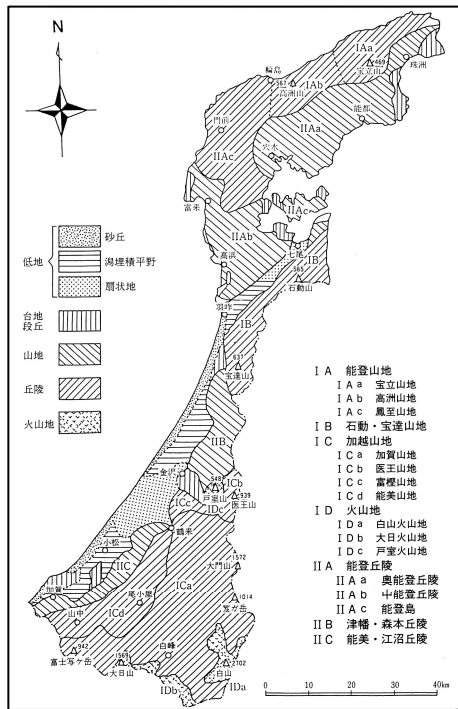 N
IAa
469
宝立山
珠洲
輪島
567
高洲山
IAb
能都
門前
IIAa
IIAc
穴水
富来
IIAc
IIAb
七尾
IB
高浜
565
石動山
羽咋
IB
637
宝達山
IIB
金沢
548
戸室山
ICb
939
医王山
ICc
IDc
鶴来
小松
IIC
1572
大門山
ICa
加賀
尾小屋
1014
山中
ICd
942
富士写ケ岳
1569
大日山
白峰
2702
白山
IDb
IDa
低地
砂丘
潟埋積平野
扇状地
台地
段丘
山地
丘陵
火山地
I A 能登山地
I A a 宝立山地
I A b 高洲山地
I A c 鳳至山地
I B 石動・宝達山地
I C 加越山地
I C a 加賀山地
I C b 医王山地
I C c 富樫山地
I C d 能美山地
I D 火山地
I D a 白山火山地
I D b 大日火山地
I D c 戸室火山地
II A 能登丘陵
II A a 奥能登丘陵
II A b 中能登丘陵
II A c 能登島
II B 津幡・森本丘陵
II C 能美・江沼丘陵
0 10 20 30 40km